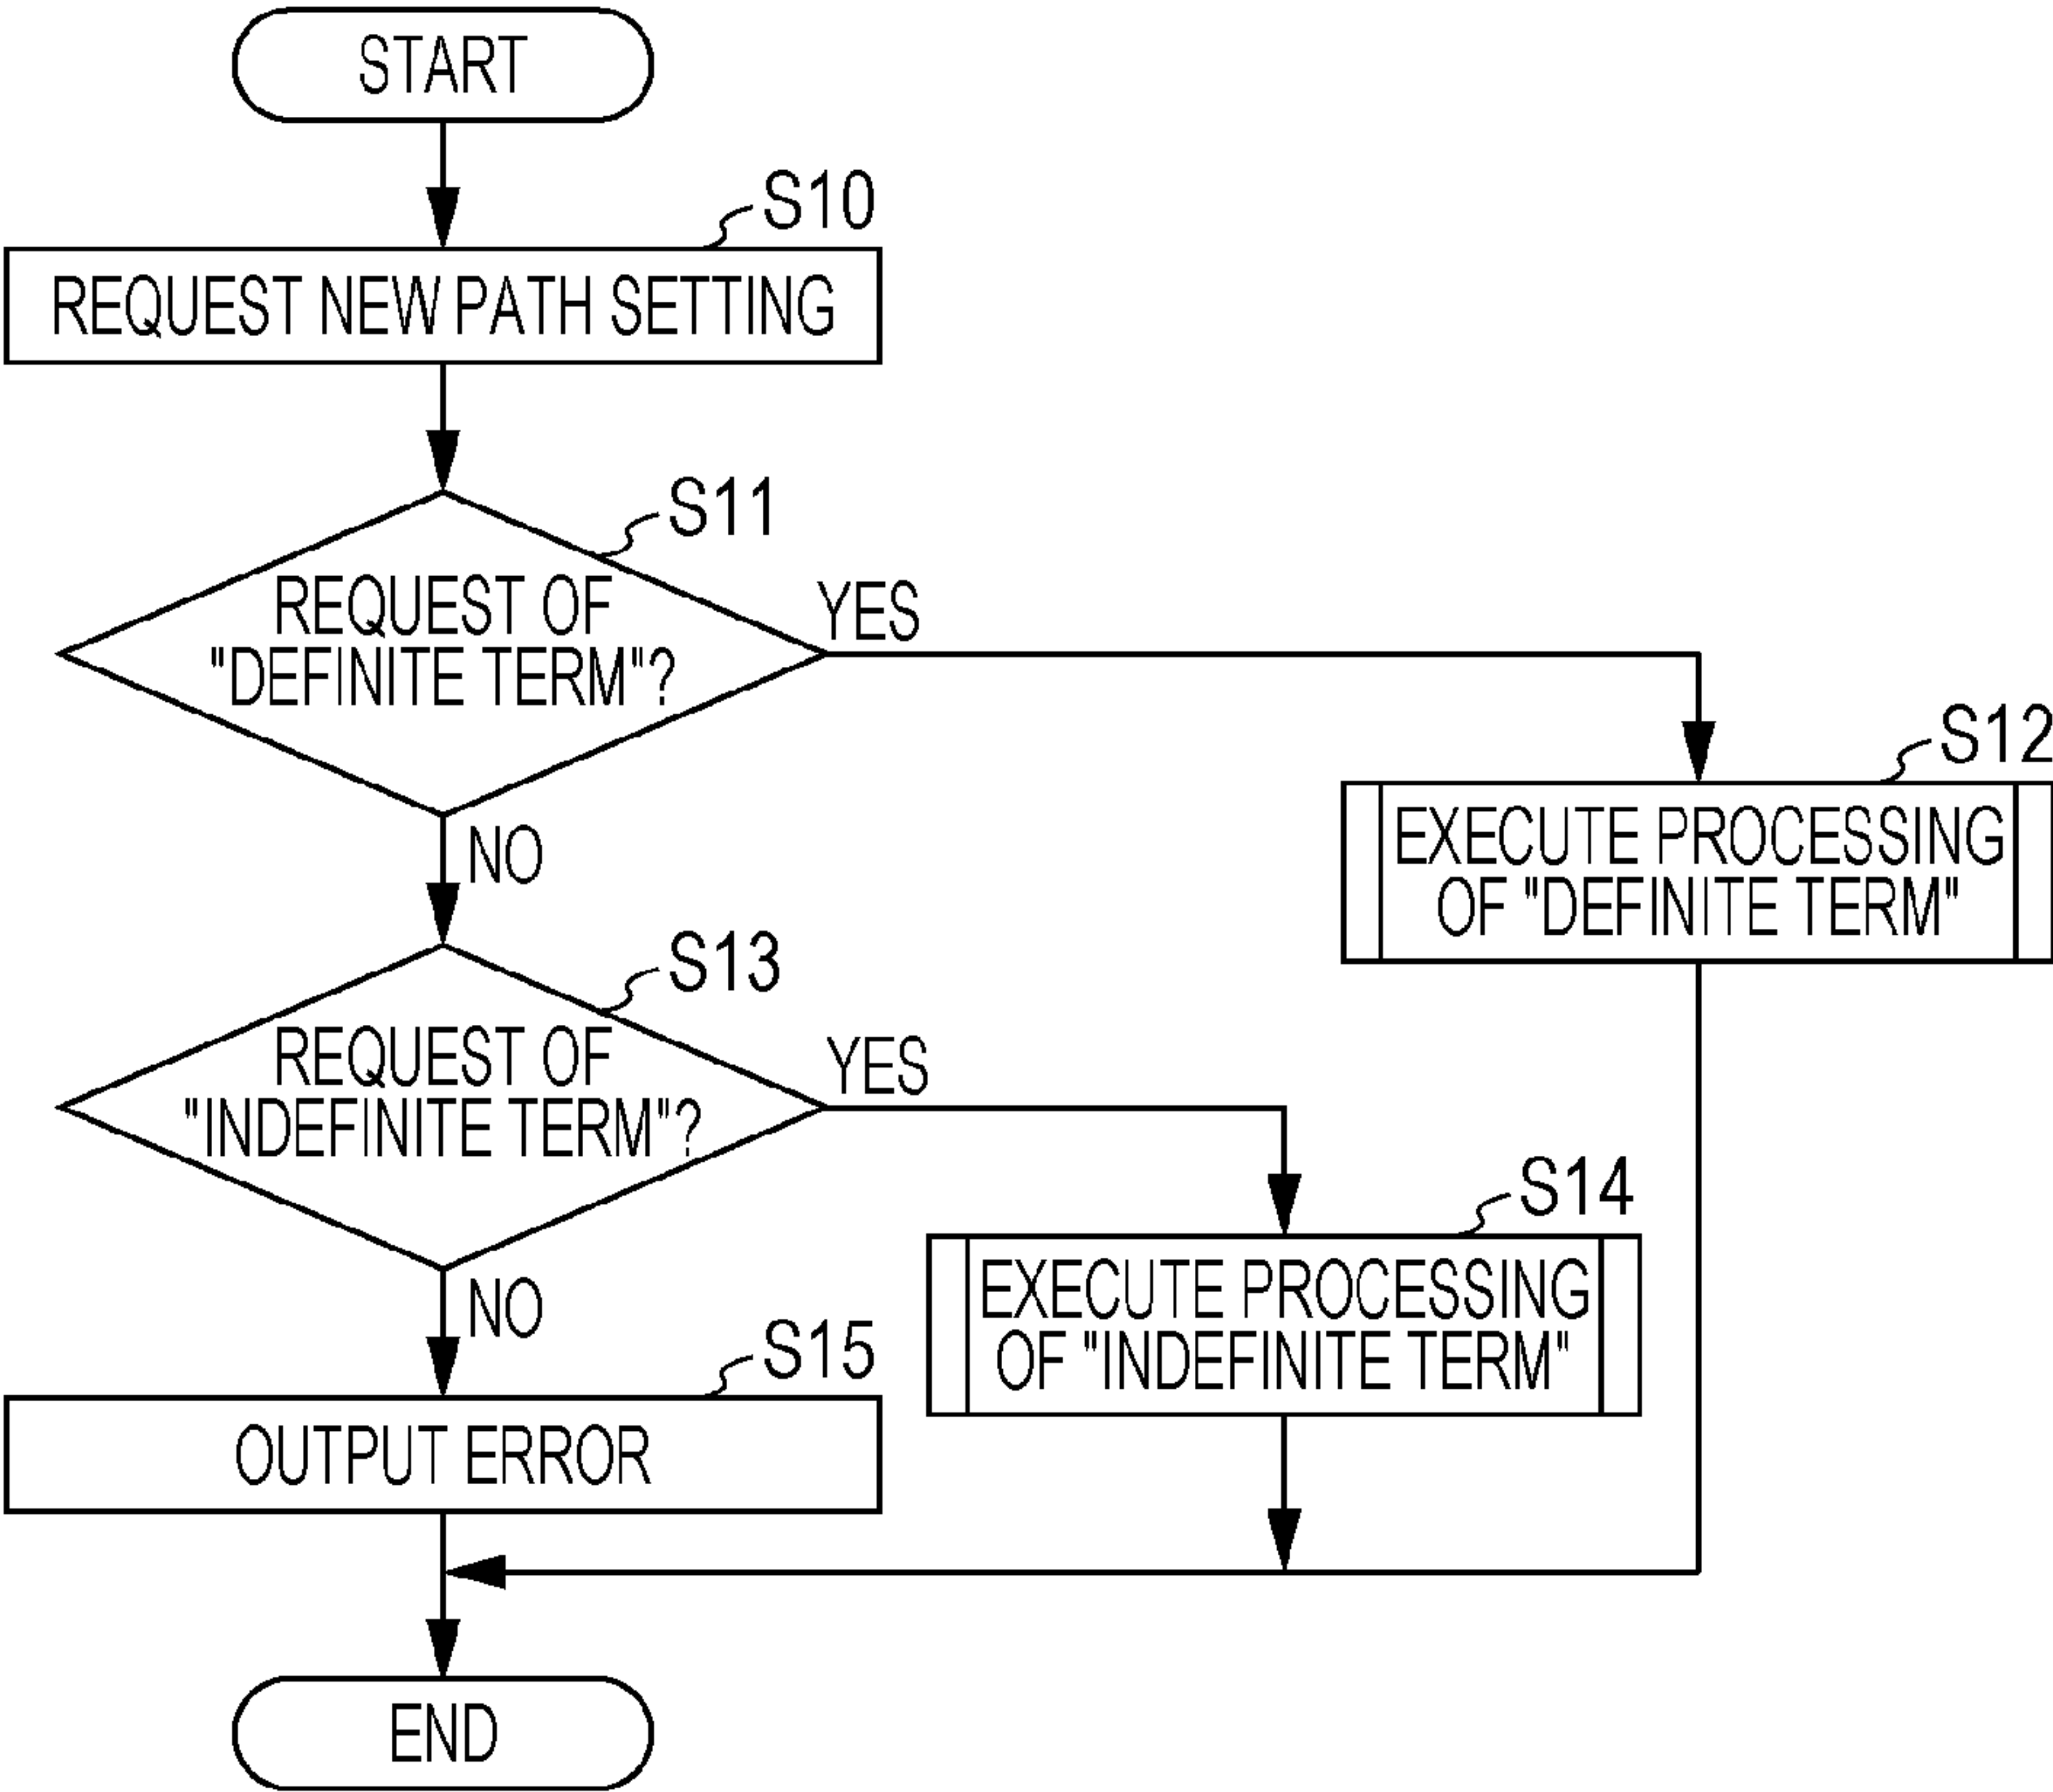 START
S10
REQUEST NEW PATH SETTING
S11
REQUEST OF
"DEFINITE TERM"?
YES
S12
EXECUTE PROCESSING
OF "DEFINITE TERM"
NO
S13
REQUEST OF
"INDEFINITE TERM"?
YES
S14
EXECUTE PROCESSING
OF "INDEFINITE TERM"
NO
S15
OUTPUT ERROR
END